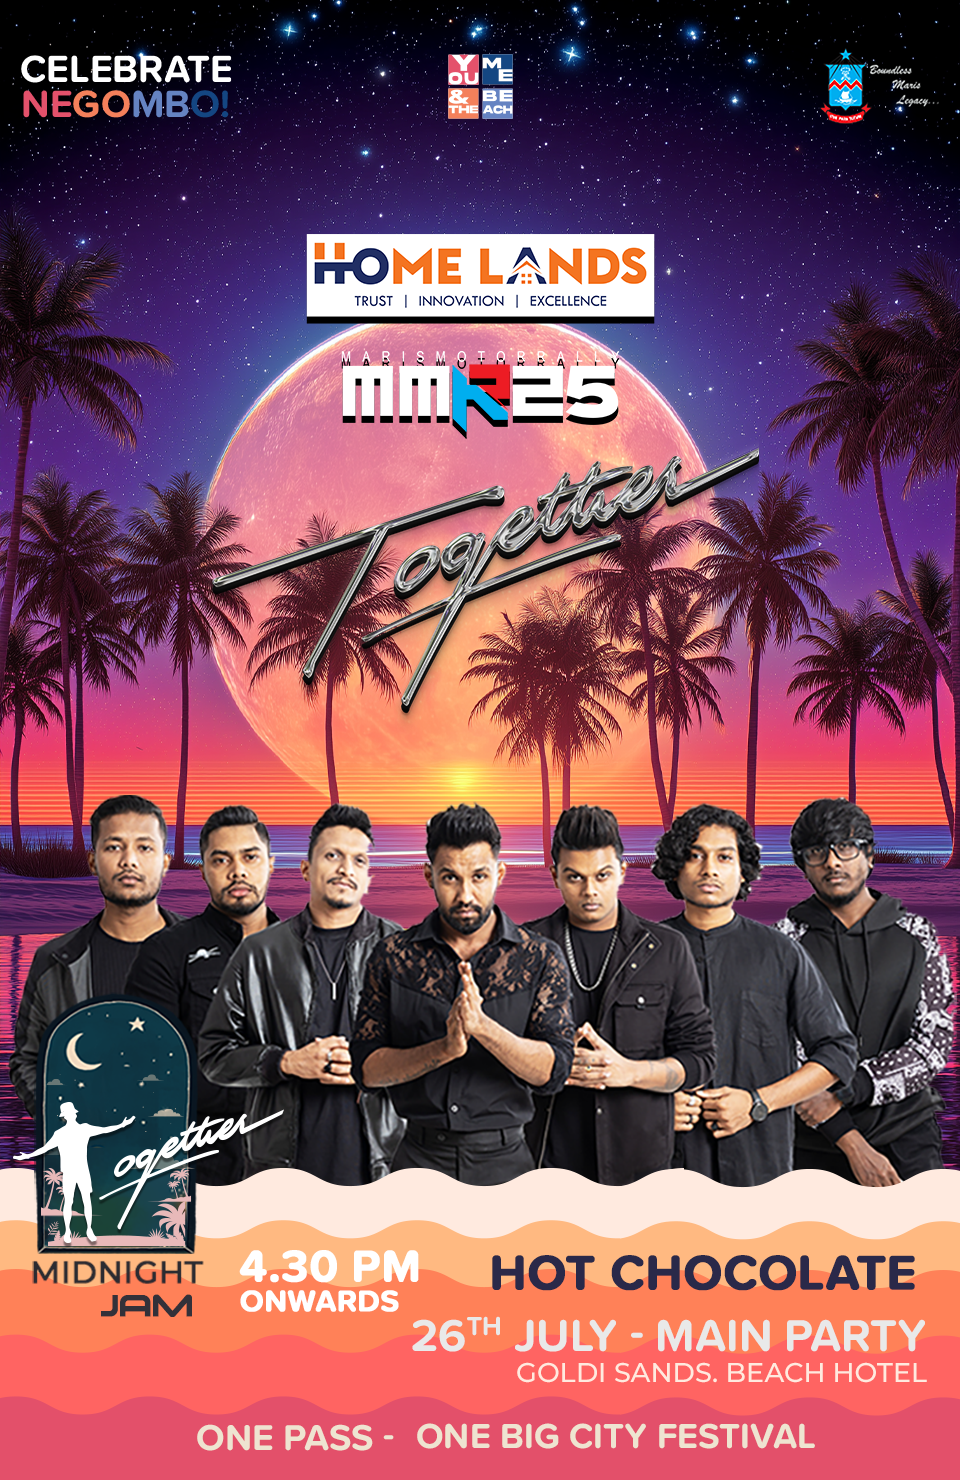 CELEBRATE
NEGOMBO!
YOU
&THE
ME
BEACH
Boundless
Maris
Legacy...
HOME LANDS
TRUST | INNOVATION | EXCELLENCE
MARISMOTORRALLY
MMR25
Together
Together
MIDNIGHT
JAM
4.30 PM
ONWARDS
HOT CHOCOLATE
26TH JULY - MAIN PARTY
GOLDI SANDS. BEACH HOTEL
ONE PASS - ONE BIG CITY FESTIVAL